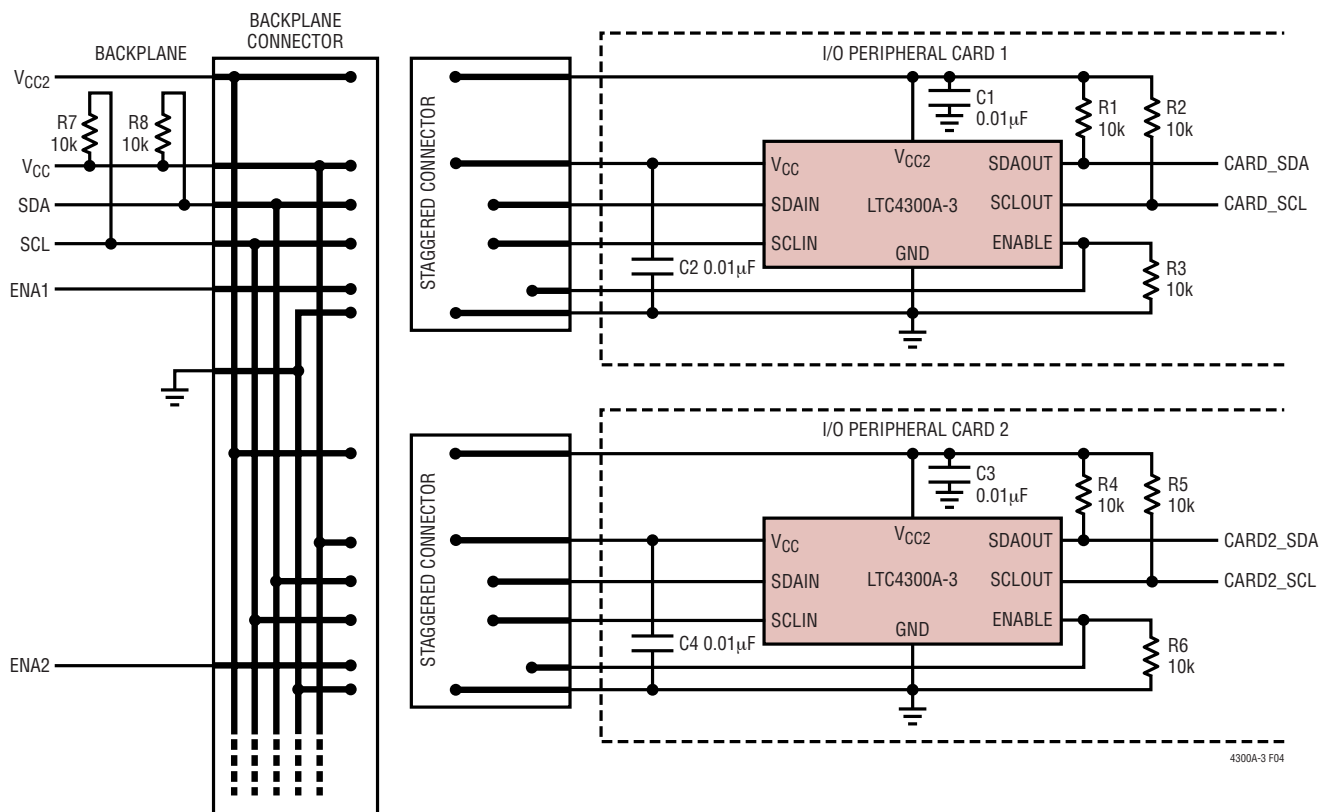 BACKPLANE
CONNECTOR
BACKPLANE
VCC2
R7
10k
R8
10k
VCC
SDA
SCL
ENA1
ENA2
STAGGERED CONNECTOR
I/O PERIPHERAL CARD 1
C1
0.01µF
R1
10k
R2
10k
VCC
VCC2
SDAOUT
CARD_SDA
SDAIN
LTC4300A-3
SCLOUT
CARD_SCL
SCLIN
ENABLE
GND
C2 0.01µF
R3
10k
STAGGERED CONNECTOR
I/O PERIPHERAL CARD 2
C3
0.01µF
R4
10k
R5
10k
VCC
VCC2
SDAOUT
CARD2_SDA
SDAIN
LTC4300A-3
SCLOUT
CARD2_SCL
SCLIN
ENABLE
GND
C4 0.01µF
R6
10k
4300A-3 F04